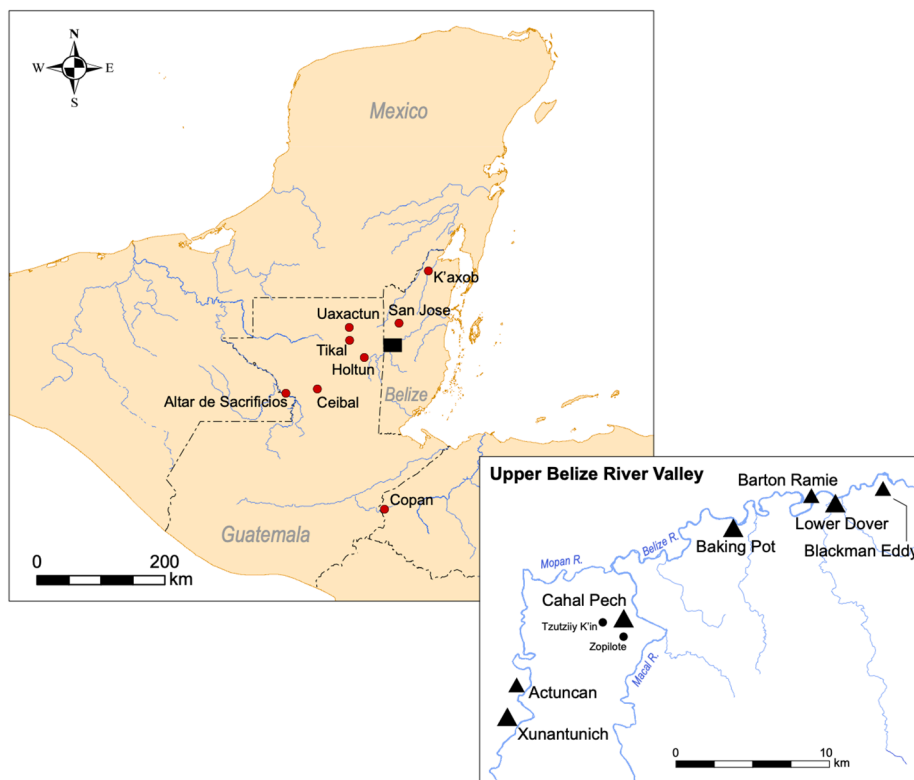 N
W E
S
Mexico
K'axob
Uaxactun
San Jose
Tikal
Holtun
Belize
Altar de Sacrificios
Ceibal
Copan
Guatemala
0 200
km
Upper Belize River Valley
Barton Ramie
Lower Dover
Blackman Eddy
Baking Pot
Belize R.
Mopan R.
Cahal Pech
Tzutziiy K'in
Zopilote
Macal R.
Actuncan
Xunantunich
0 10
km